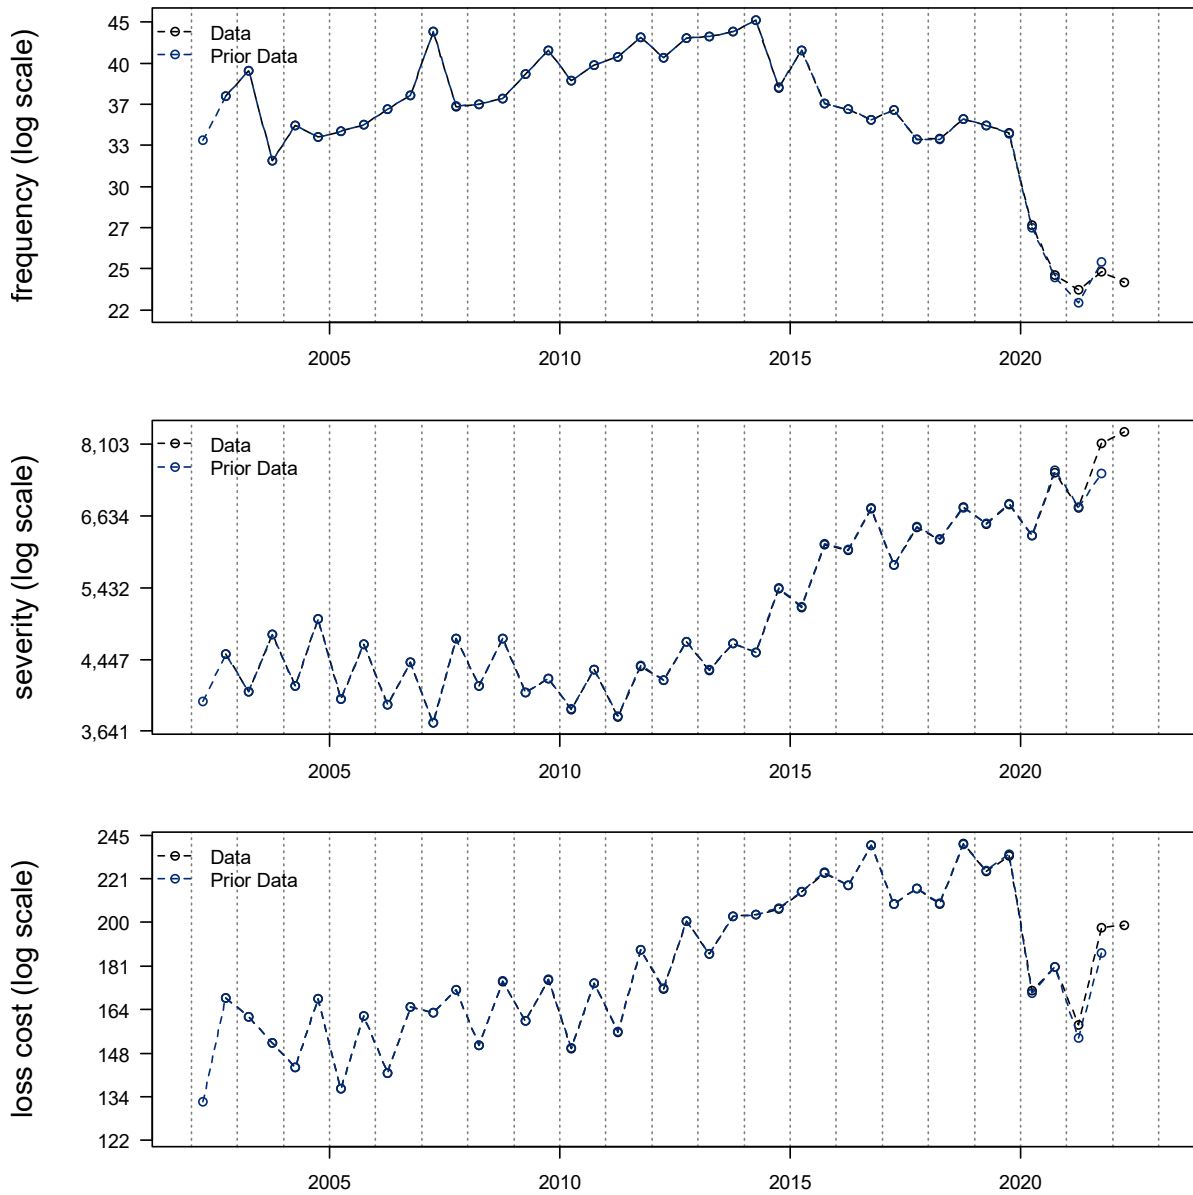 frequency (log scale)
Data
Prior Data
45
40
37
33
30
27
25
22
2005 2010 2015 2020
severity (log scale)
Data
Prior Data
8,103
6,634
5,432
4,447
3,641
2005 2010 2015 2020
loss cost (log scale)
Data
Prior Data
245
221
200
181
164
148
134
122
2005 2010 2015 2020